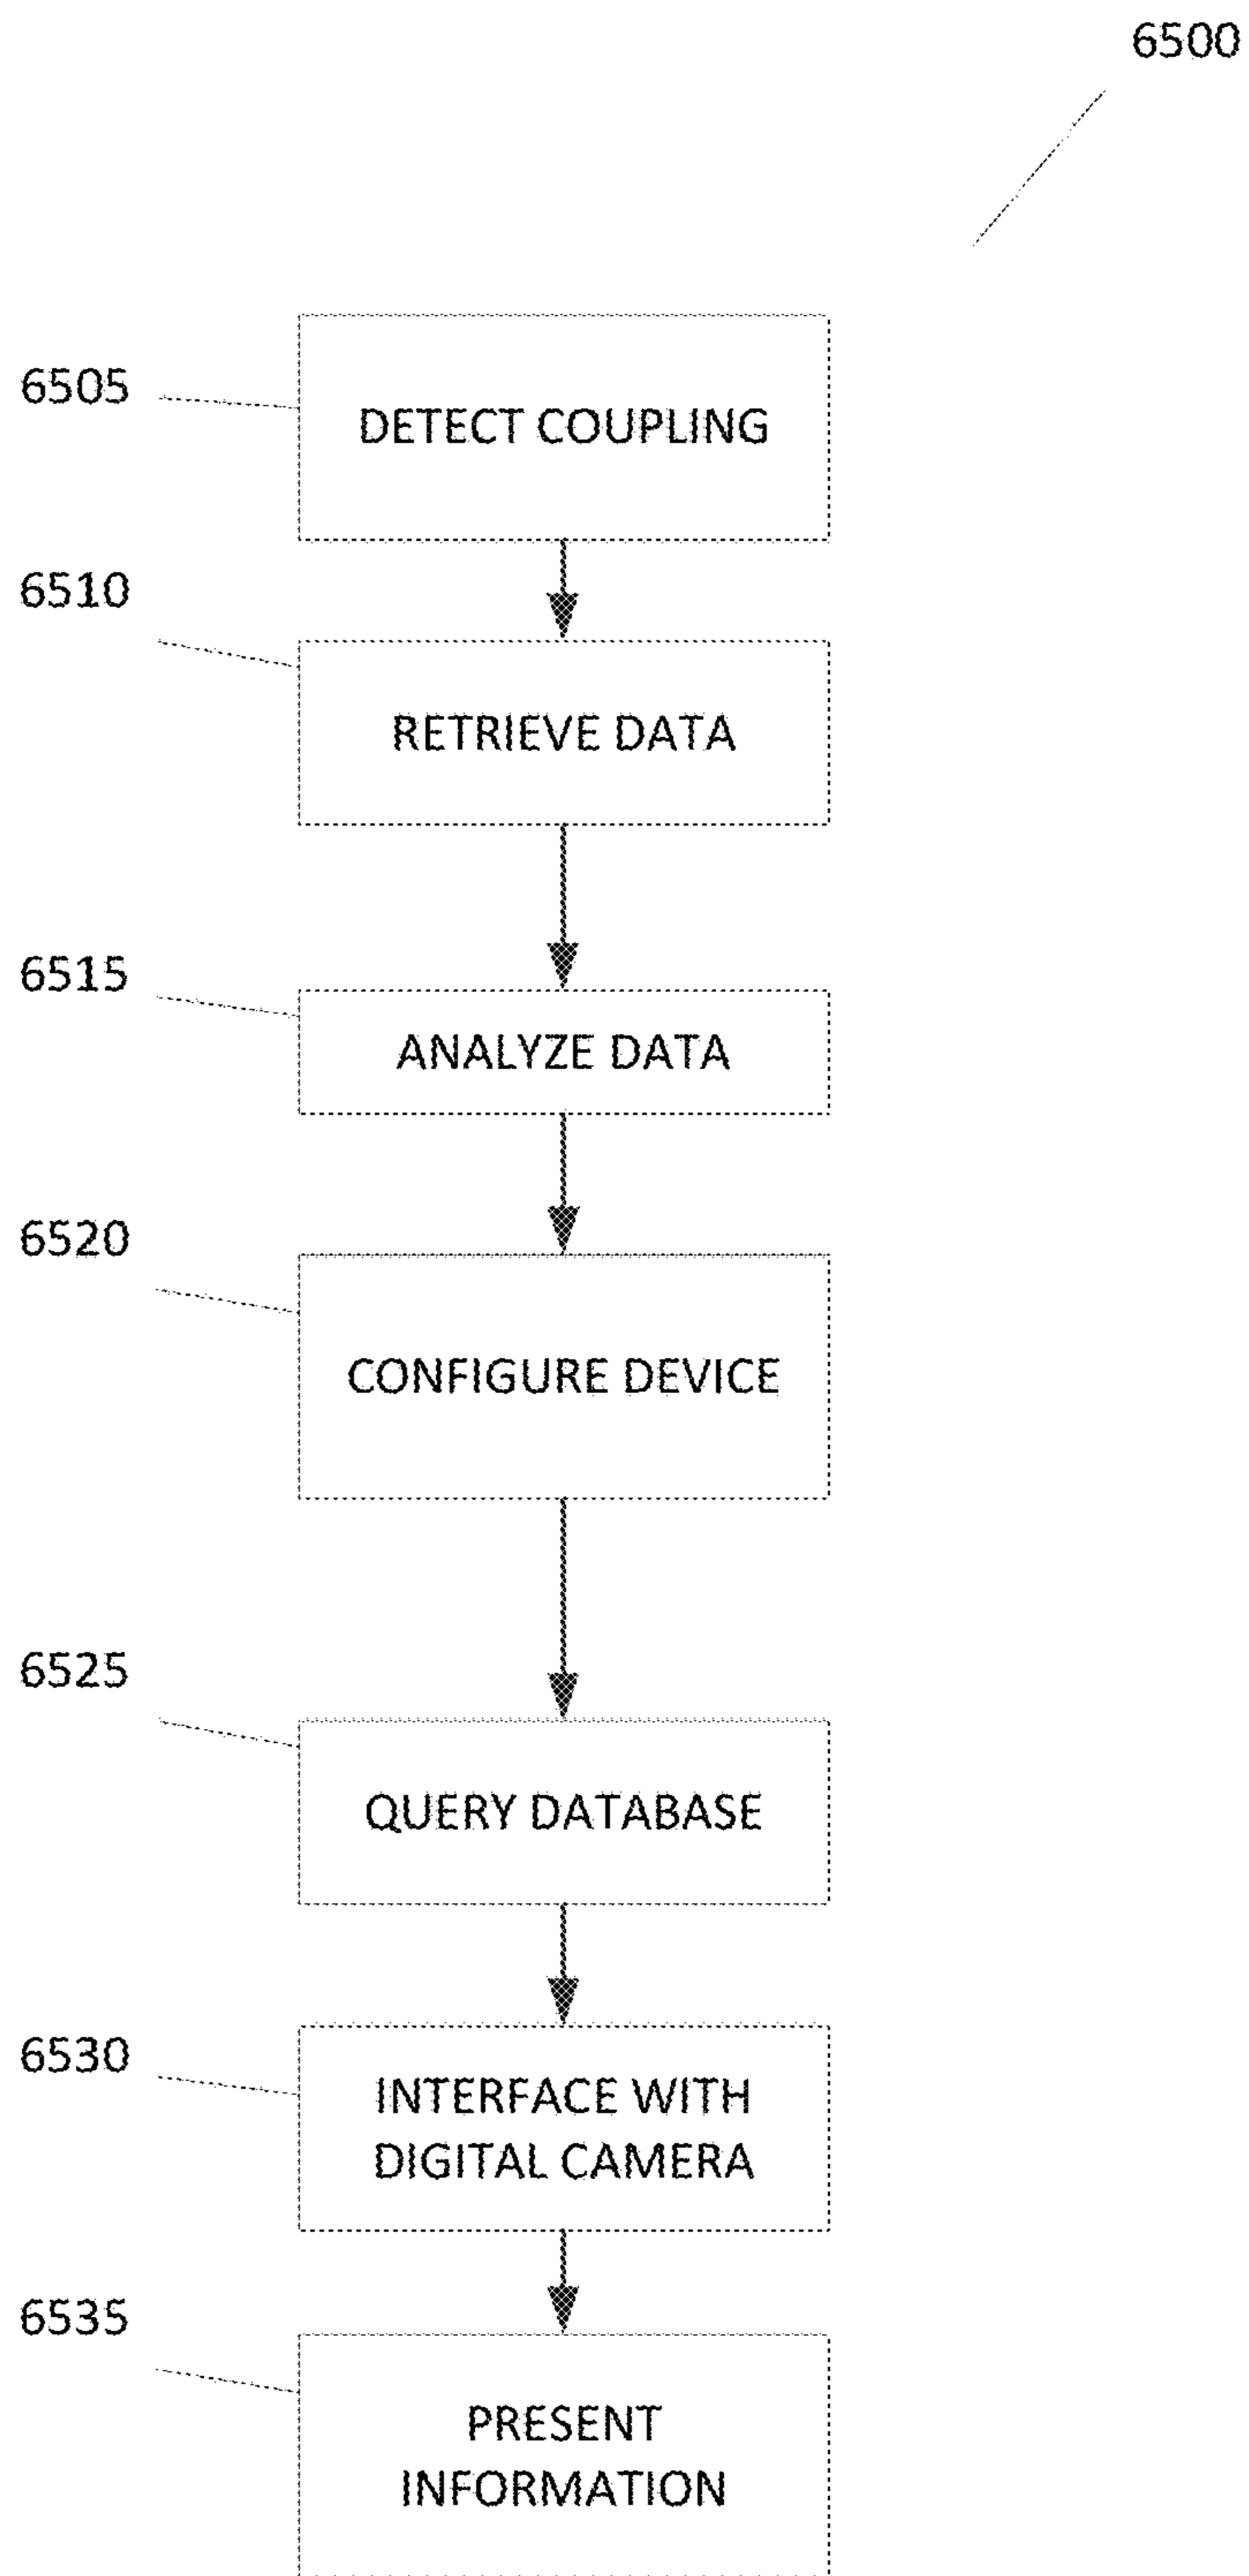 6500
6505
DETECT COUPLING
6510
RETRIEVE DATA
6515
ANALYZE DATA
6520
CONFIGURE DEVICE
6525
QUERY DATABASE
6530
INTERFACE WITH
DIGITAL CAMERA
6535
PRESENT
INFORMATION